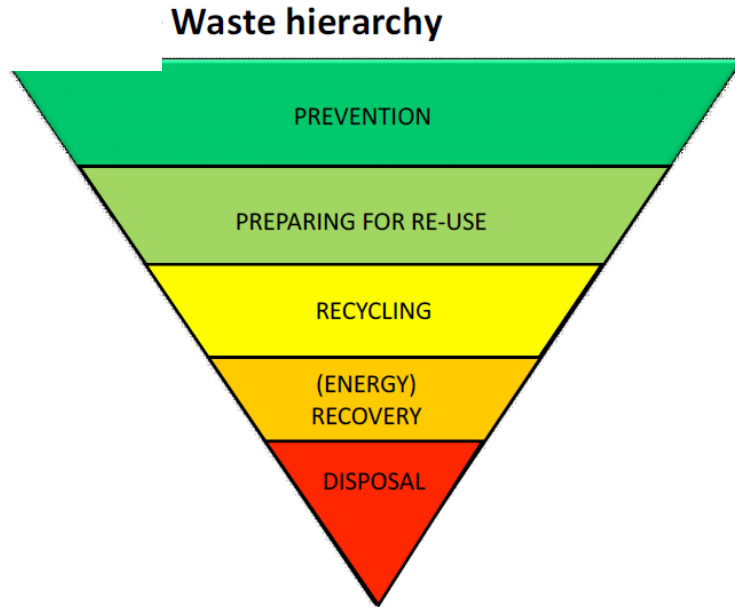 Waste hierarchy
PREVENTION
PREPARING FOR RE-USE
RECYCLING
(ENERGY)
RECOVERY
DISPOSAL